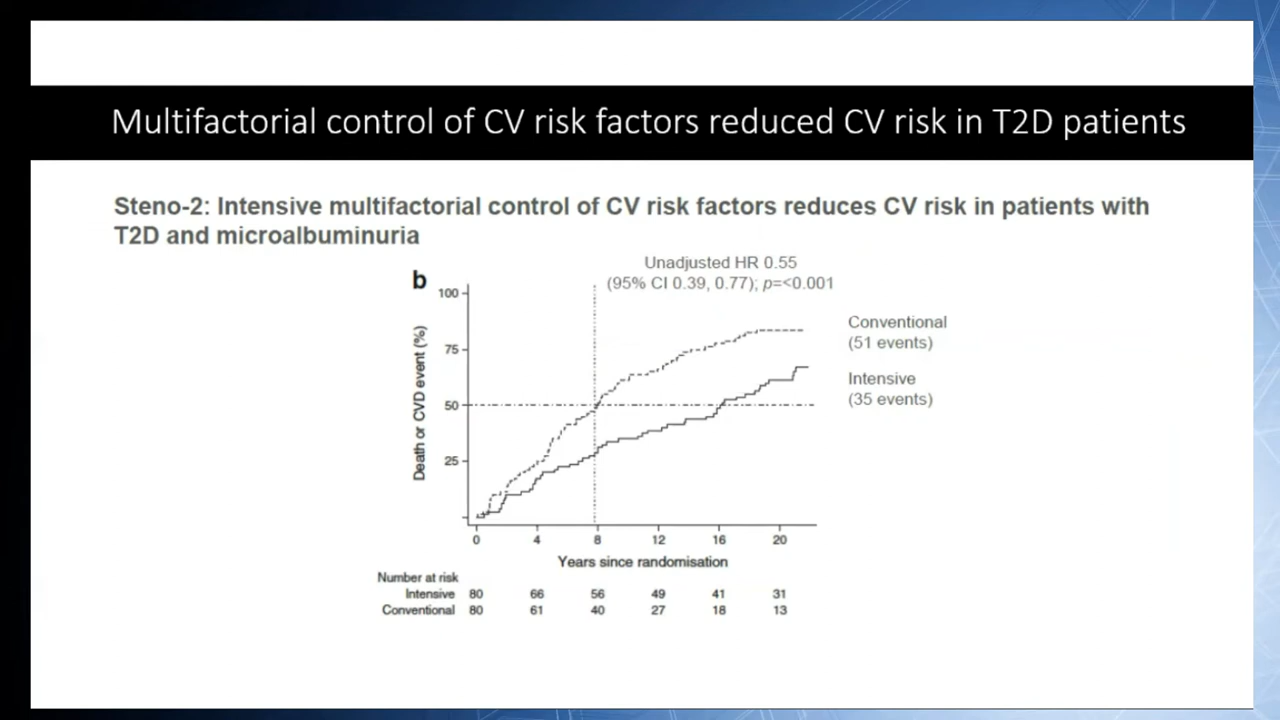 Multifactorial control of CV risk factors reduced CV risk in T2D patients
Steno-2: Intensive multifactorial control of CV risk factors reduces CV risk in patients with
T2D and microalbuminuria
Unadjusted HR 0.55
(95% CI 0.39, 0.77); p=<0.001
b
100
75
50
25
Death or CVD event (%)
Conventional
(51 events)
Intensive
(35 events)
0 4 8 12 16 20
Years since randomisation
Number at risk
Intensive 80 66 56 49 41 31
Conventional 80 61 40 27 18 13